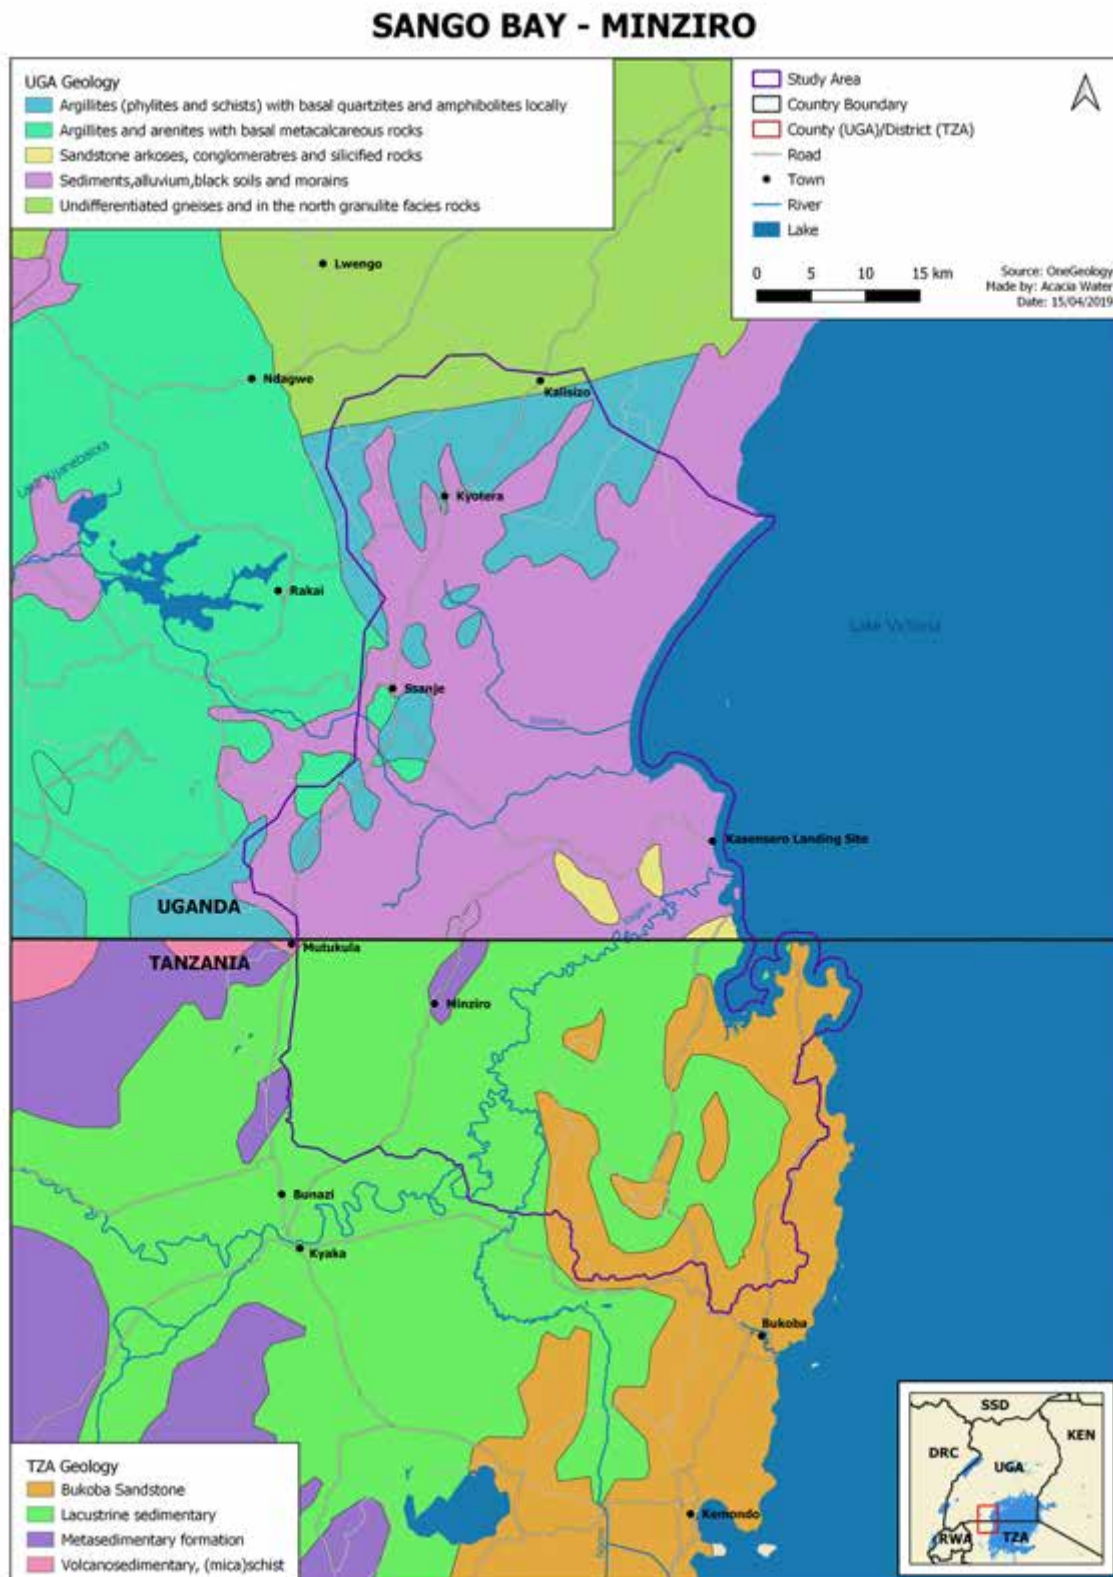 SANGO BAY - MINZIRO
UGA Geology
Argillites (phylites and schists) with basal quartzites and amphibolites locally
Argillites and arenites with basal metacalcareous rocks
Sandstone arkoses, conglomeratres and silicified rocks
Sediments,alluvium,black soils and morains
Undifferentiated gneises and in the north granulite facies rocks
Study Area
Country Boundary
County (UGA)/District (TZA)
Road
Town
River
Lake
0 5 10 15 km
Source: OneGeology
Made by: Acacia Water
Date: 15/04/2019
Lwengo
Ndagwe
Kalisizo
Kyotera
Rakai
Lake Victoria
Ssanje
Kasensero Landing Site
UGANDA
Kagera
Mutukula
TANZANIA
Minziro
Bunazi
Kyaka
Bukoba
Kemondo
TZA Geology
Bukoba Sandstone
Lacustrine sedimentary
Metasedimentary formation
Volcanosedimentary, (mica)schist
SSD
DRC
KEN
UGA
RWA
TZA